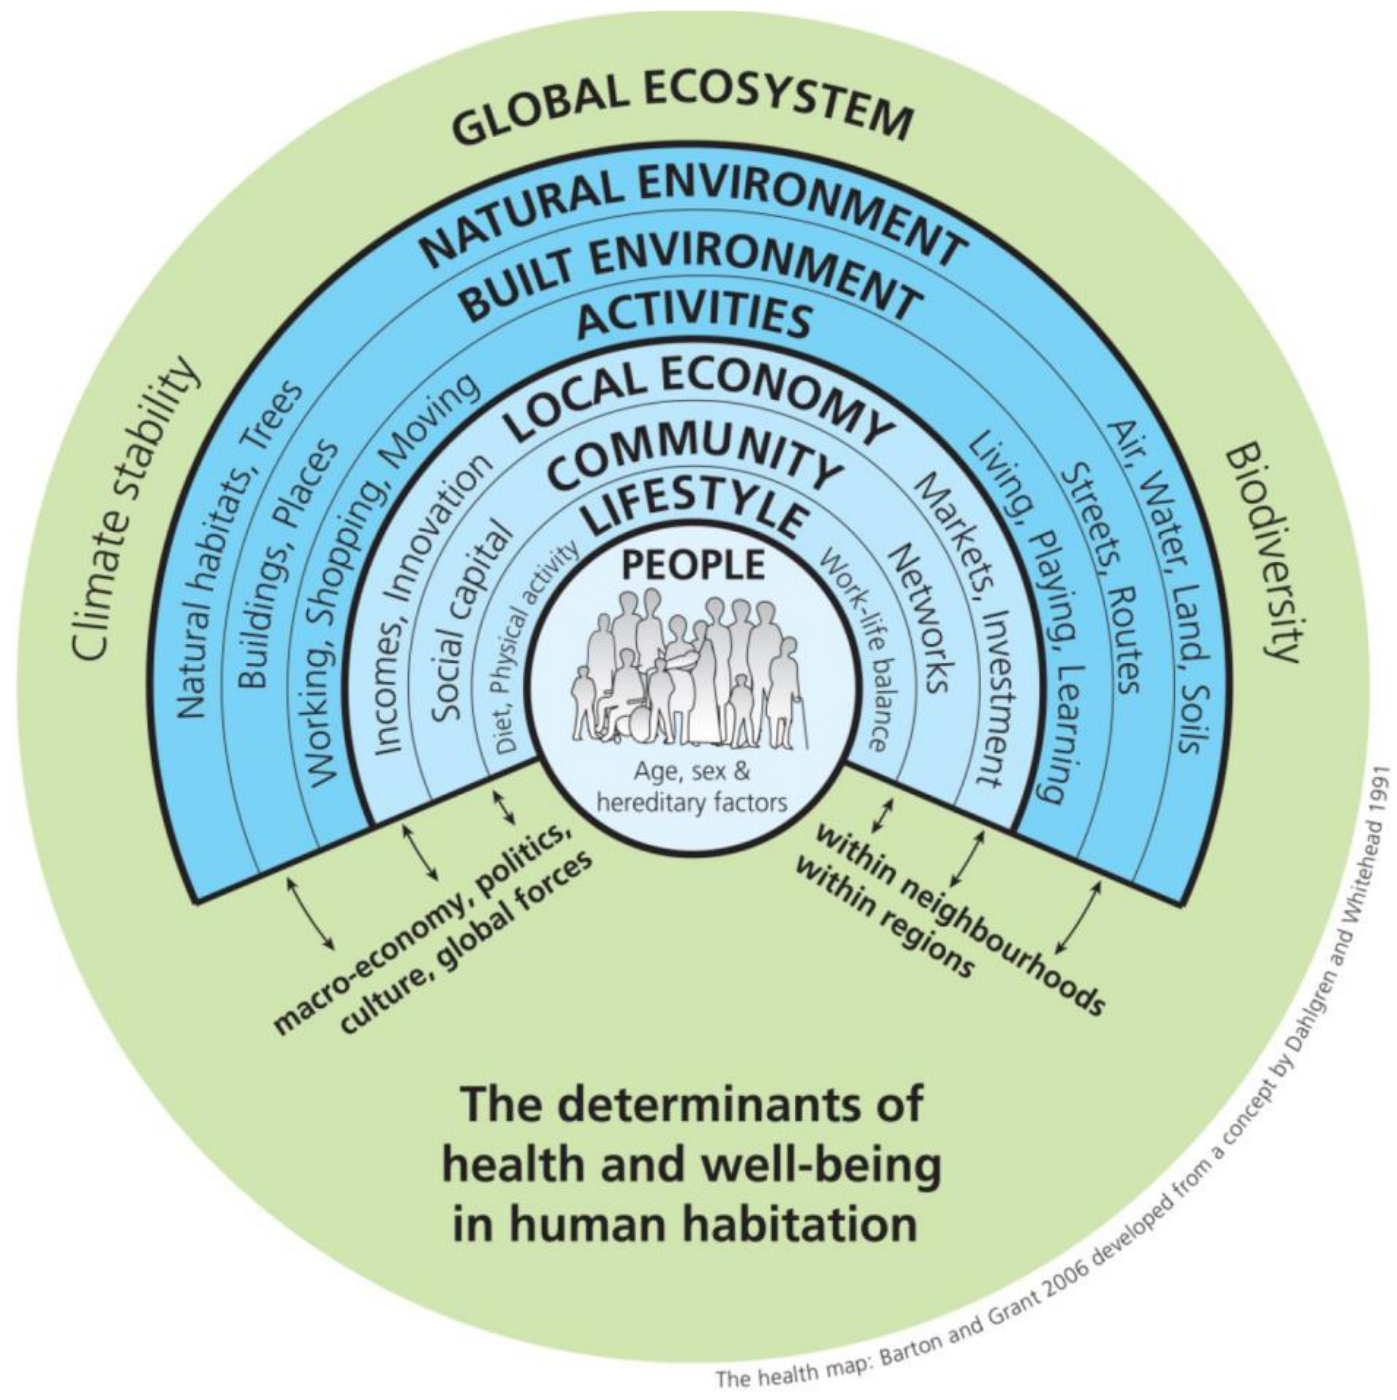 GLOBAL ECOSYSTEM
NATURAL ENVIRONMENT
BUILT ENVIRONMENT
ACTIVITIES
LOCAL ECONOMY
COMMUNITY
LIFESTYLE
PEOPLE
Age, sex &
hereditary factors
Climate stability
Natural habitats, Trees
Buildings, Places
Working, Shopping, Moving
Incomes, Innovation
Social capital
Diet, Physical activity
Work-life balance
Networks
Markets, Investment
Living, Playing, Learning
Streets, Routes
Air, Water, Land, Soils
Biodiversity
macro-economy, politics,
culture, global forces
within neighbourhoods
within regions
The determinants of
health and well-being
in human habitation
The health map: Barton and Grant 2006 developed from a concept by Dahlgren and Whitehead 1991